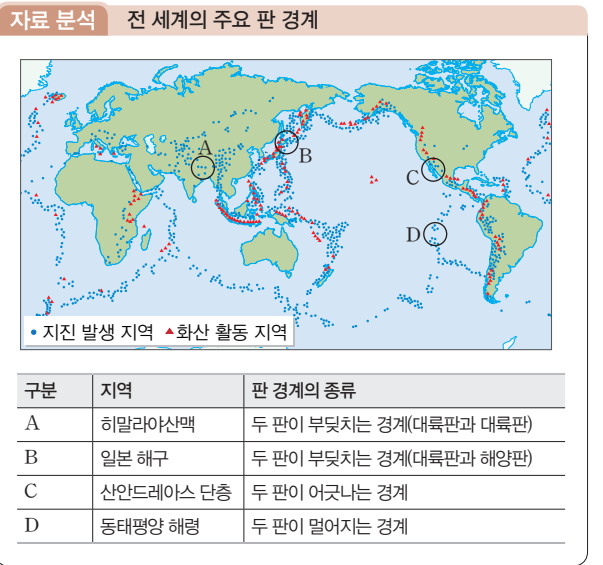 자료 분석 전 세계의 주요 판 경계
A
B
C
D
지진 발생 지역 화산 활동 지역
구분 지역 판 경계의 종류
A 히말라야산맥 두 판이 부딪치는 경계(대륙판과 대륙판)
B 일본 해구 두 판이 부딪치는 경계(대륙판과 해양판)
C 산안드레아스 단층 두 판이 어긋나는 경계
D 동태평양 해령 두 판이 멀어지는 경계